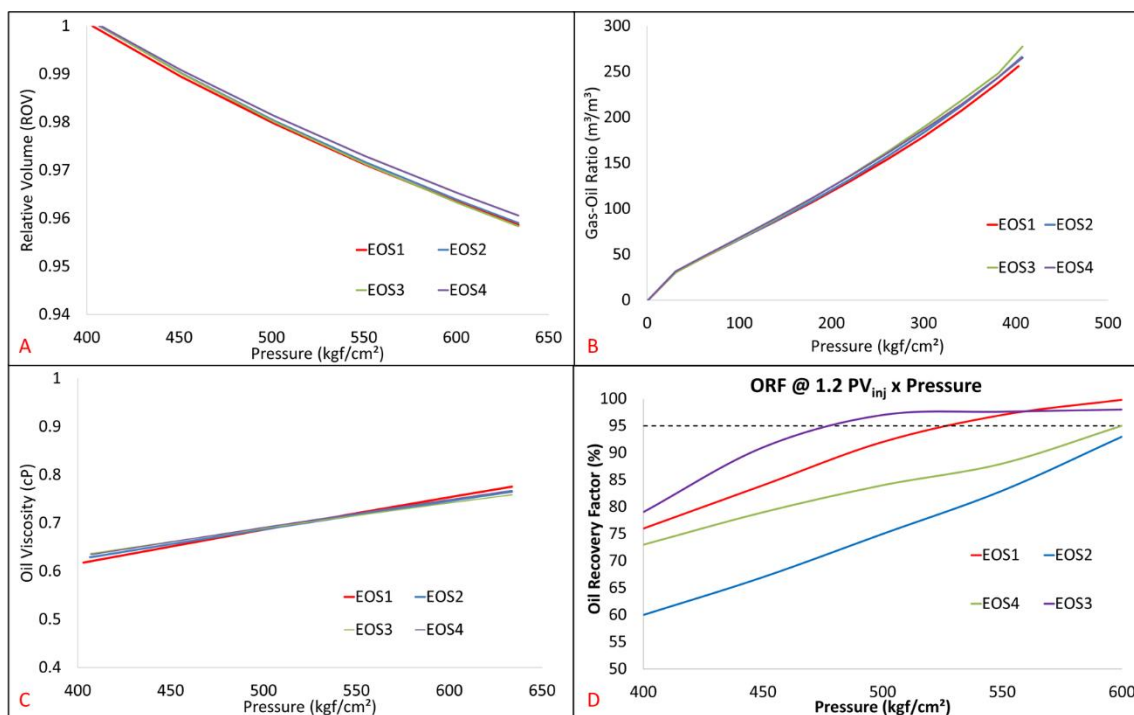 1
0.99
0.98
0.97
0.96
0.95
0.94
Relative Volume (ROV)
EOS1 EOS2
EOS3 EOS4
400 450 500 550 600 650
Pressure (kgf/cm²)
A
300
250
200
150
100
50
0
Gas-Oil Ratio (m³/m³)
EOS1 EOS2
EOS3 EOS4
0 100 200 300 400 500
Pressure (kgf/cm²)
B
1
0.9
0.8
0.7
0.6
0.5
0.4
Oil Viscosity (cP)
EOS1 EOS2
EOS3 EOS4
400 450 500 550 600 650
Pressure (kgf/cm²)
C
ORF @ 1.2 PVinj x Pressure
100
95
90
85
80
75
70
65
60
55
50
Oil Recovery Factor (%)
EOS1 EOS2
EOS4 EOS3
400 450 500 550 600
Pressure (kgf/cm²)
D